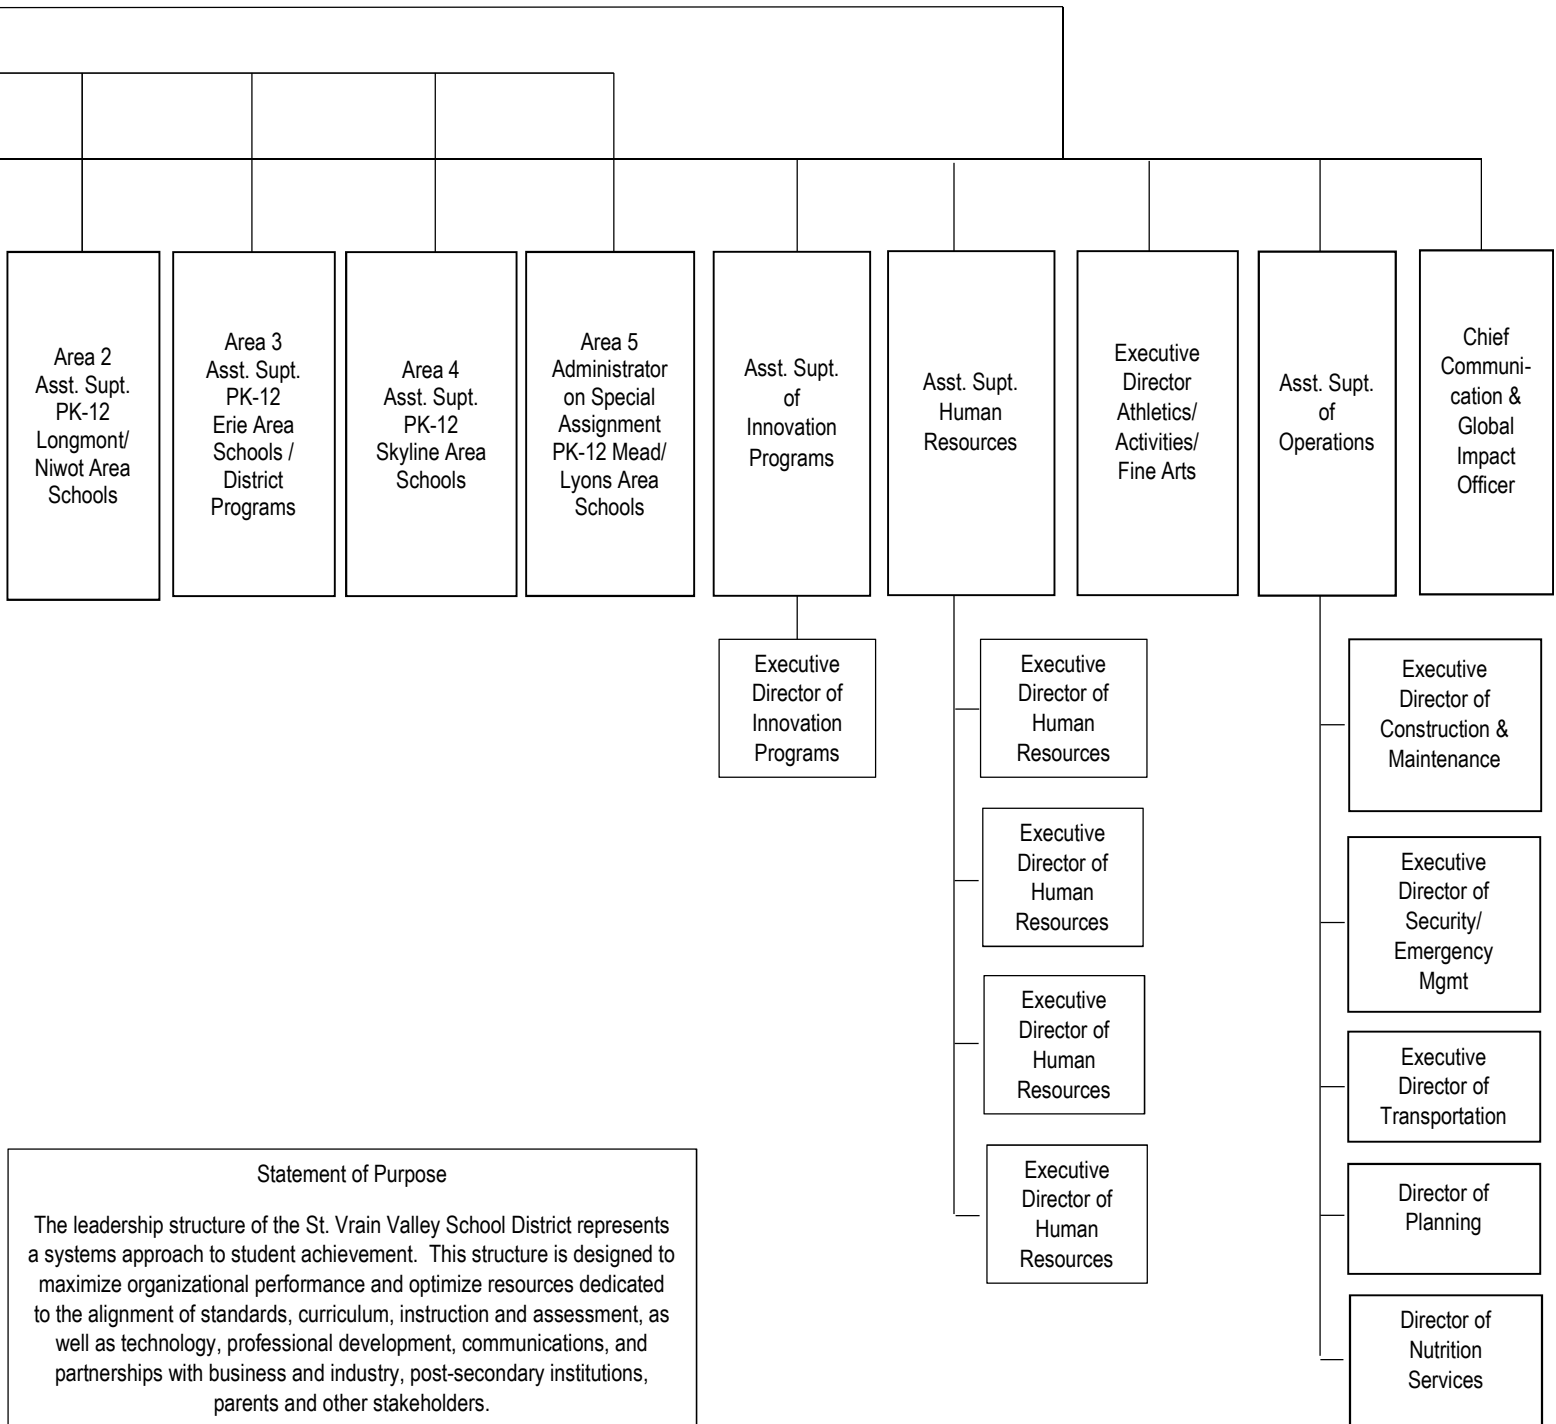 Area 2
Asst. Supt.
PK-12
Longmont/
Niwot Area
Schools
Area 3
Asst. Supt.
PK-12
Erie Area
Schools /
District
Programs
Area 4
Asst. Supt.
PK-12
Skyline Area
Schools
Area 5
Administrator
on Special
Assignment
PK-12 Mead/
Lyons Area
Schools
Asst. Supt.
of
Innovation
Programs
Asst. Supt.
Human
Resources
Executive
Director
Athletics/
Activities/
Fine Arts
Asst. Supt.
of
Operations
Chief
Communi-
cation &
Global
Impact
Officer
Executive
Director of
Innovation
Programs
Executive
Director of
Human
Resources
Executive
Director of
Human
Resources
Executive
Director of
Human
Resources
Executive
Director of
Human
Resources
Executive
Director of
Construction &
Maintenance
Executive
Director of
Security/
Emergency
Mgmt
Executive
Director of
Transportation
Director of
Planning
Director of
Nutrition
Services
Statement of Purpose
The leadership structure of the St. Vrain Valley School District represents
a systems approach to student achievement.  This structure is designed to
maximize organizational performance and optimize resources dedicated
to the alignment of standards, curriculum, instruction and assessment, as
well as technology, professional development, communications, and
partnerships with business and industry, post-secondary institutions,
parents and other stakeholders.